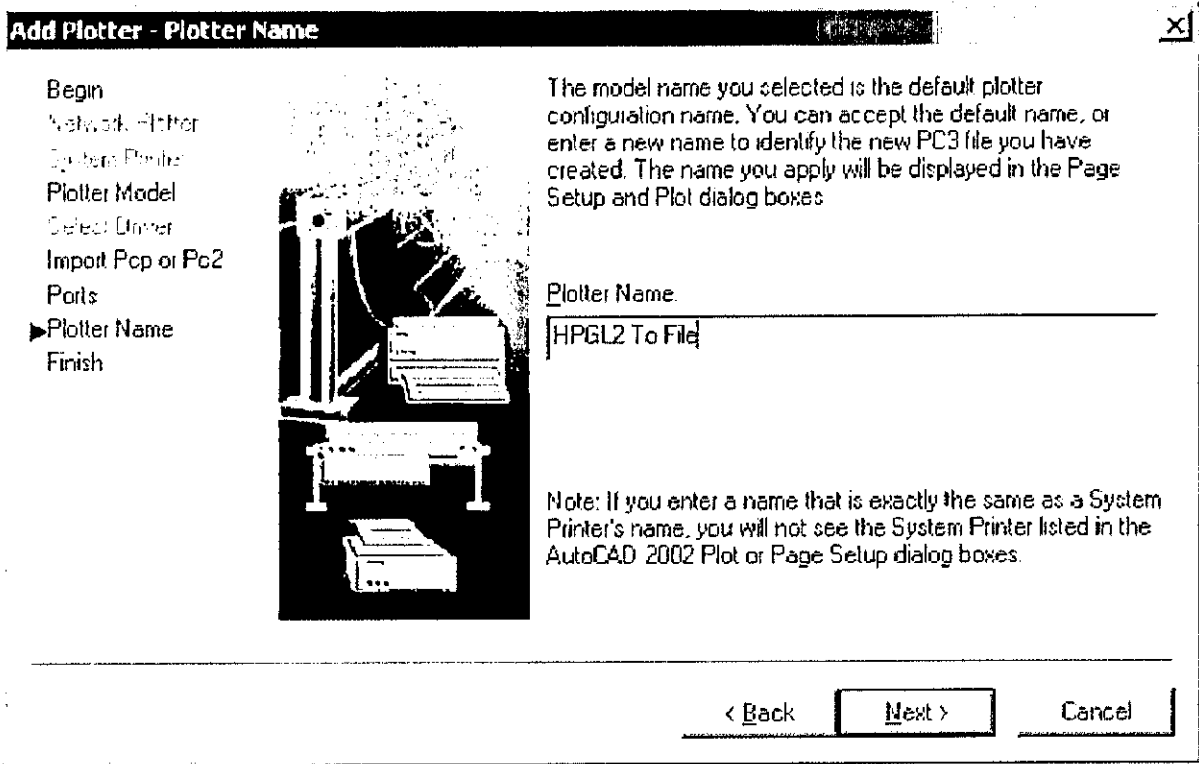 Add Plotter - Plotter Name
Begin
Network Plotter
System Printer
Plotter Model
Select Driver
Import Pcp or Pc2
Ports
Plotter Name
Finish
The model name you selected is the default plotter
configuration name. You can accept the default name, or
enter a new name to identify the new PC3 file you have
created. The name you apply will be displayed in the Page
Setup and Plot dialog boxes
Plotter Name:
HPGL2 To File
Note: If you enter a name that is exactly the same as a System
Printer's name, you will not see the System Printer listed in the
AutoCAD 2002 Plot or Page Setup dialog boxes.
< Back
Next >
Cancel